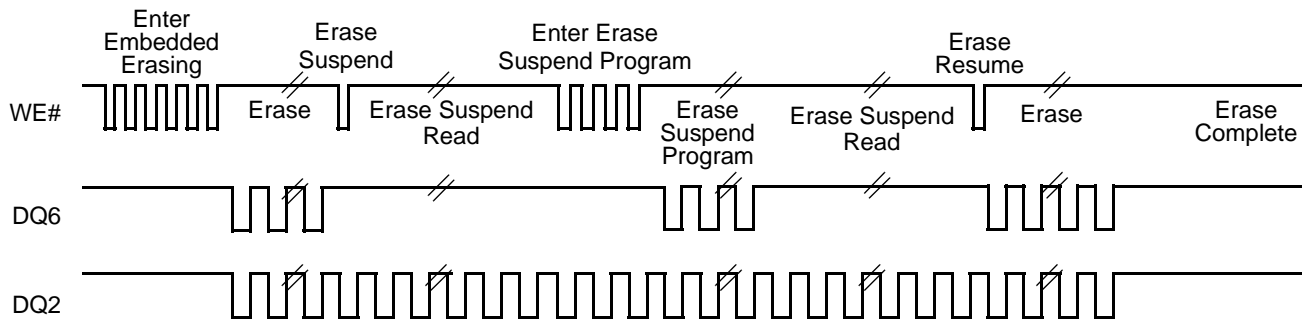 Enter
Embedded
Erasing
Erase
Suspend
Enter Erase
Suspend Program
Erase
Resume
WE#
Erase
Erase Suspend
Read
Erase
Suspend
Program
Erase Suspend
Read
Erase
Erase
Complete
DQ6
DQ2